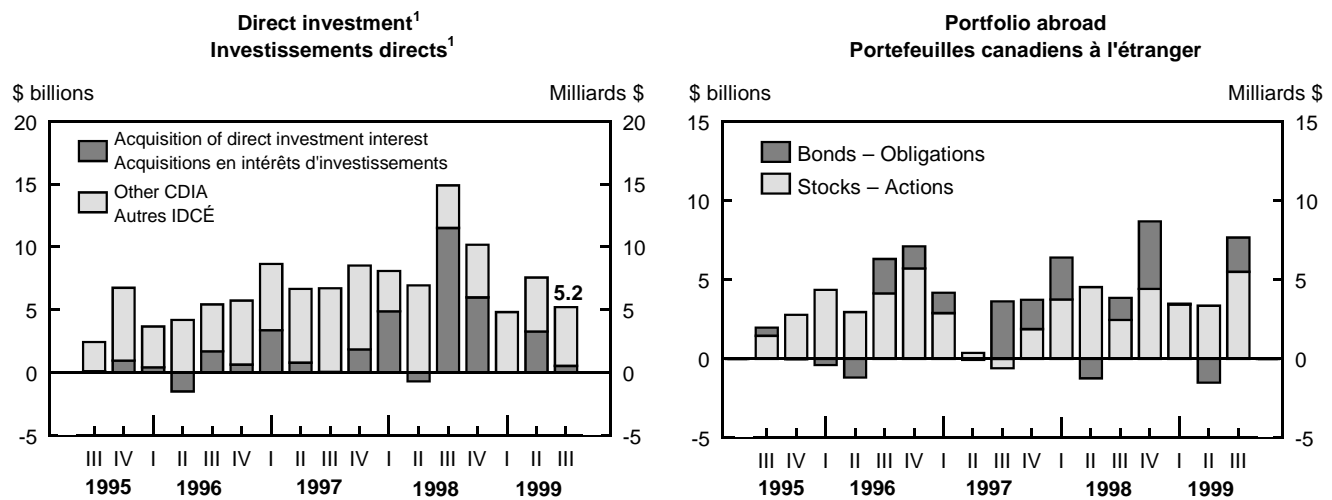 Direct investment1
Investissements directs1
$ billions Milliards $
Acquisition of direct investment interest
Acquisitions en intérêts d'investissements
Other CDIA
Autres IDCÉ
20 20
15 15
10 10
5 5
0 0
-5 -5
5.2
III IV I II III IV I II III IV I II III IV I II III
1995 1996 1997 1998 1999
Portfolio abroad
Portefeuilles canadiens à l'étranger
$ billions Milliards $
Bonds – Obligations
Stocks – Actions
15 15
10 10
5 5
0 0
-5 -5
III IV I II III IV I II III IV I II III IV I II III
1995 1996 1997 1998 1999